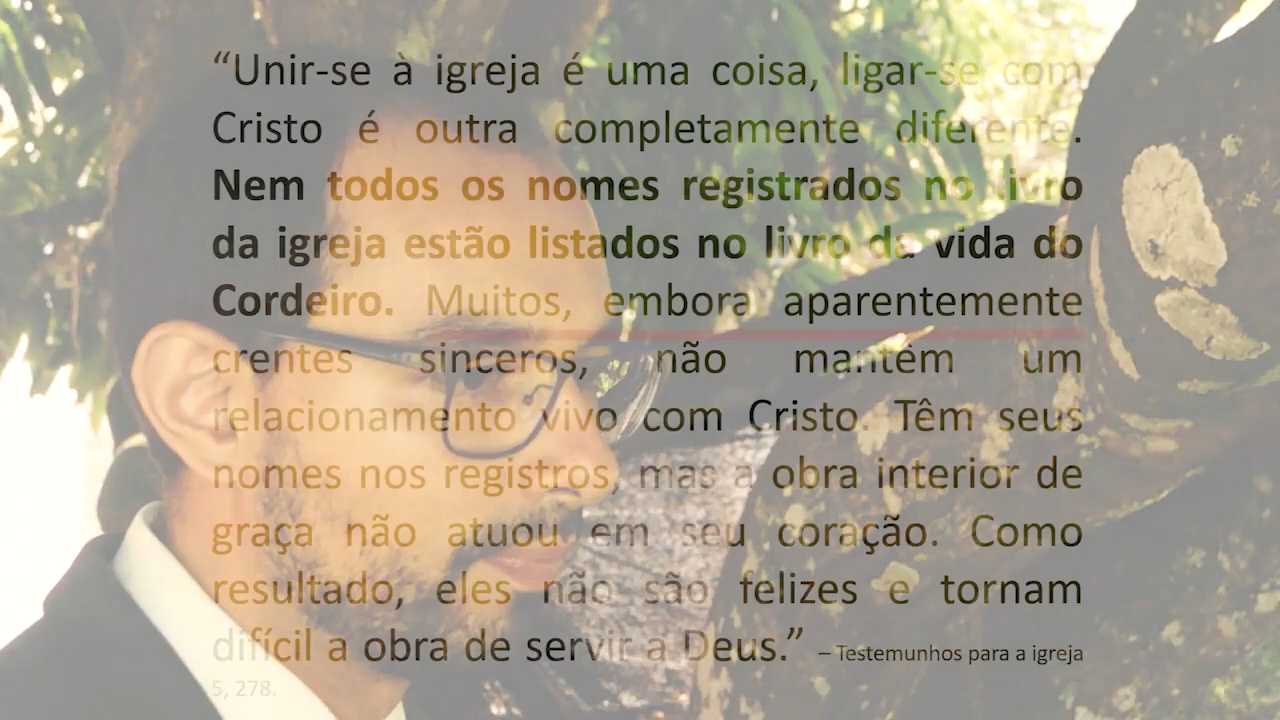 “Unir-se à igreja é uma coisa, ligar-se com
Cristo é outra completamente diferente.
Nem todos os nomes registrados no livro
da igreja estão listados no livro da vida do
Cordeiro. Muitos, embora aparentemente
crentes sinceros, não mantêm um
relacionamento vivo com Cristo. Têm seus
nomes nos registros, mas a obra interior de
graça não atuou em seu coração. Como
resultado, eles não são felizes e tornam
difícil a obra de servir a Deus.” – Testemunhos para a igreja
5, 278.